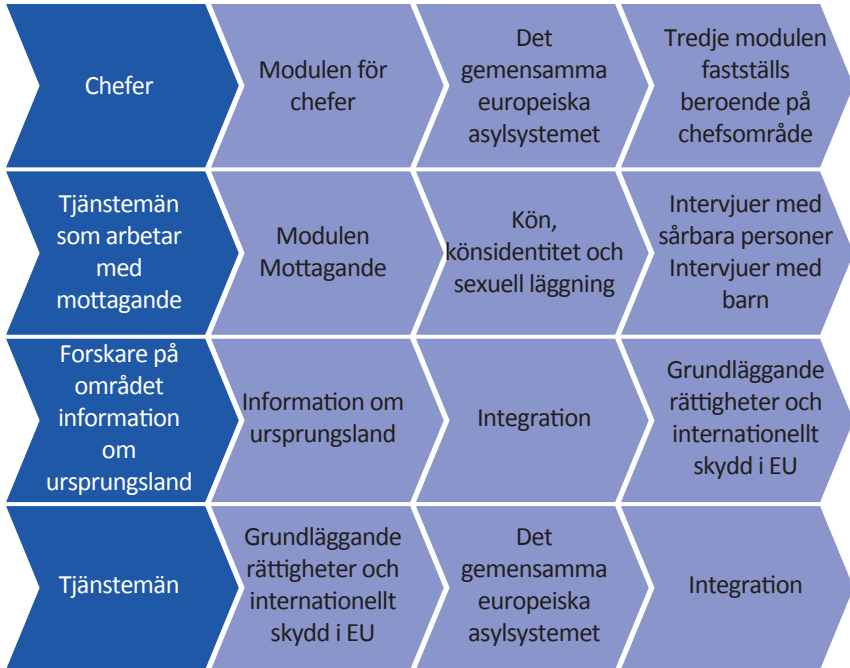 Chefer
Modulen för
chefer
Det
gemensamma
europeiska
asylsystemet
Tredje modulen
fastställs
beroende på
chefsområde
Tjänstemän
som arbetar
med
mottagande
Modulen
Mottagande
Kön,
könsidentitet och
sexuell läggning
Intervjuer med
sårbara personer
Intervjuer med
barn
Forskare på
området
information
om
ursprungsland
Information om
ursprungsland
Integration
Grundläggande
rättigheter och
internationellt
skydd i EU
Tjänstemän
Grundläggande
rättigheter och
internationellt
skydd i EU
Det
gemensamma
europeiska
asylsystemet
Integration